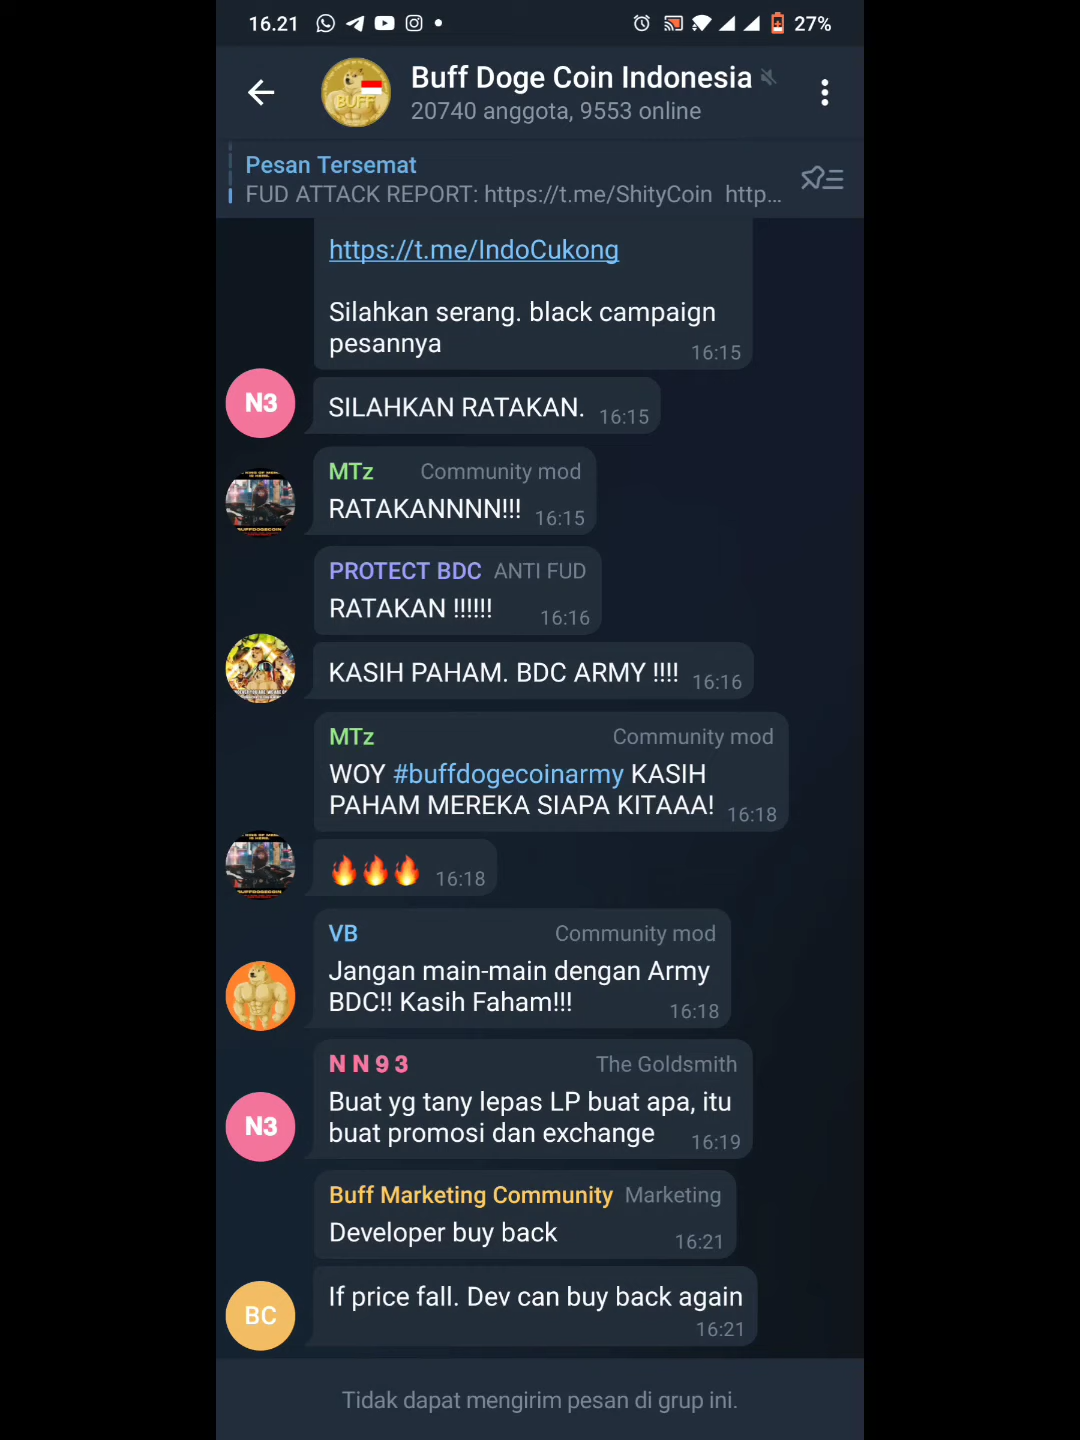 16.21
27%
BUFF
Buff Doge Coin Indonesia
20740 anggota, 9553 online
Pesan Tersemat
FUD ATTACK REPORT: https://t.me/ShityCoin http...
https://t.me/IndoCukong
Silahkan serang. black campaign
pesannya
16:15
N3
SILAHKAN RATAKAN.
16:15
MTz
Community mod
RATAKANNNN!!!
16:15
PROTECT BDC
ANTI FUD
RATAKAN !!!!!!
16:16
KASIH PAHAM. BDC ARMY !!!!
16:16
MTz
Community mod
WOY #buffdogecoinarmy KASIH
PAHAM MEREKA SIAPA KITAAA!
16:18
🔥🔥🔥
16:18
VB
Community mod
Jangan main-main dengan Army
BDC!! Kasih Faham!!!
16:18
N N 9 3
The Goldsmith
Buat yg tany lepas LP buat apa, itu
buat promosi dan exchange
16:19
N3
Buff Marketing Community
Marketing
Developer buy back
16:21
BC
If price fall. Dev can buy back again
16:21
Tidak dapat mengirim pesan di grup ini.